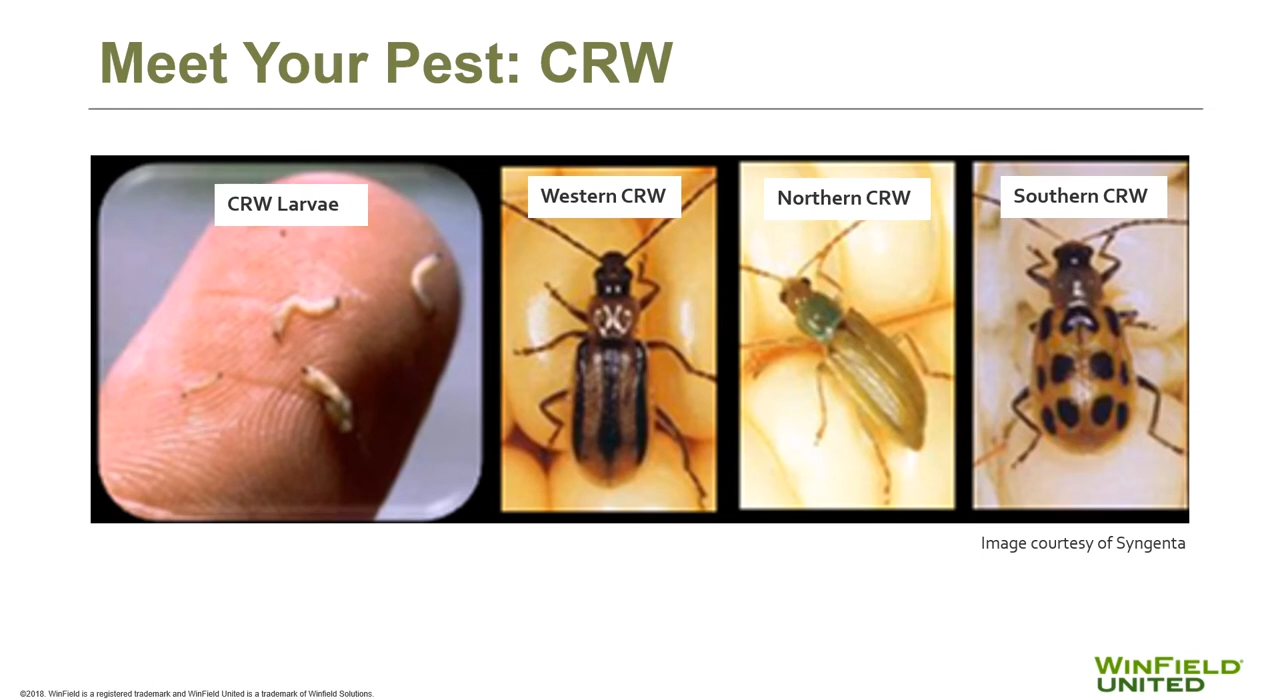 Meet Your Pest: CRW
CRW Larvae
Western CRW
Northern CRW
Southern CRW
Image courtesy of Syngenta
WINFIELD®
UNITED
©2018. WinField is a registered trademark and WinField United is a trademark of Winfield Solutions.